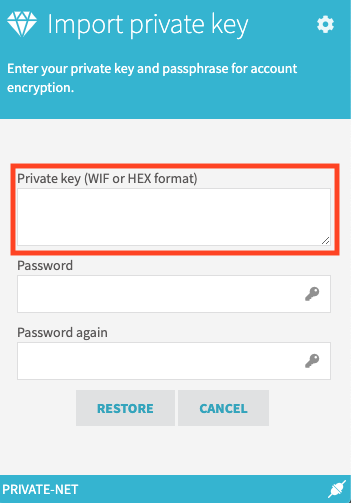 Import private key
Enter your private key and passphrase for account
encryption.
Private key (WIF or HEX format)
Password
Password again
RESTORE CANCEL
PRIVATE-NET